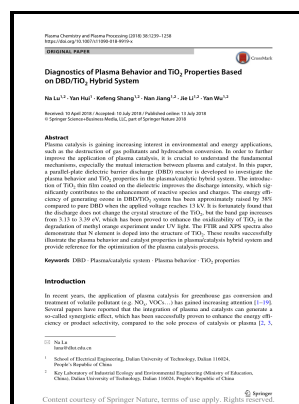 Plasma Chemistry and Plasma Processing (2018) 38:1239–1258
https://doi.org/10.1007/s11090-018-9919-x
ORIGINAL PAPER
CrossMark
Diagnostics of Plasma Behavior and TiO₂ Properties Based
on DBD/TiO₂ Hybrid System
Na Lu¹,² · Yan Hui¹ · Kefeng Shang¹,² · Nan Jiang¹,² · Jie Li¹,² · Yan Wu¹,²
Received: 10 April 2018 / Accepted: 10 July 2018 / Published online: 13 July 2018
© Springer Science+Business Media, LLC, part of Springer Nature 2018
Abstract
Plasma catalysis is gaining increasing interest in environmental and energy applications,
such as the destruction of gas pollutants and hydrocarbon conversion. In order to further
improve the application of plasma catalysis, it is crucial to understand the fundamental
mechanisms, especially the mutual interaction between plasma and catalyst. In this paper,
a parallel-plate dielectric barrier discharge (DBD) reactor is developed to investigate the
plasma behavior and TiO₂ properties in the plasma/catalytic hybrid system. The introduc-
tion of TiO₂ thin film coated on the dielectric improves the discharge intensity, which sig-
nificantly contributes to the enhancement of reactive species and charges. The energy effi-
ciency of generating ozone in DBD/TiO₂ system has been approximately raised by 38%
compared to pure DBD when the applied voltage reaches 13 kV. It is fortunately found that
the discharge does not change the crystal structure of the TiO₂, but the band gap increases
from 3.13 to 3.39 eV, which has been proved to enhance the oxidizability of TiO₂ in the
degradation of methyl orange experiment under UV light. The FTIR and XPS spectra also
demonstrate that N element is doped into the structure of TiO₂. These results successfully
illustrate the plasma behavior and catalyst properties in plasma/catalysis hybrid system and
provide reference for the optimization of the plasma catalysis process.
Keywords DBD · Plasma/catalytic system · Plasma behavior · TiO₂ properties
Introduction
In recent years, the application of plasma catalysis for greenhouse gas conversion and
treatment of volatile pollutant (e.g. NOₓ, VOCs…) has gained increasing attention [1–19].
Several papers have reported that the integration of plasma and catalysis can generate a
so-called synergistic effect, which has been successfully proven to enhance the energy effi-
ciency or product selectivity, compared to the sole process of catalysis or plasma [2, 3,
Na Lu
luna@dlut.edu.cn
1 School of Electrical Engineering, Dalian University of Technology, Dalian 116024,
People's Republic of China
2 Key Laboratory of Industrial Ecology and Environmental Engineering (Ministry of Education,
China), Dalian University of Technology, Dalian 116024, People's Republic of China
Springer
Content courtesy of Springer Nature, terms of use apply. Rights reserved.